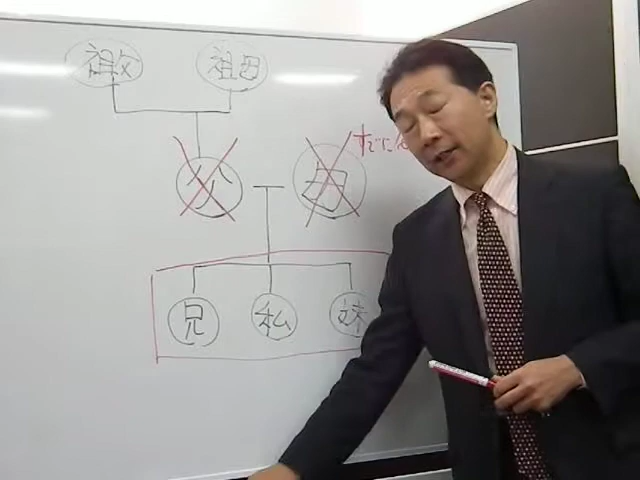 祖父 祖母
すでに
父 母
兄 私 妹